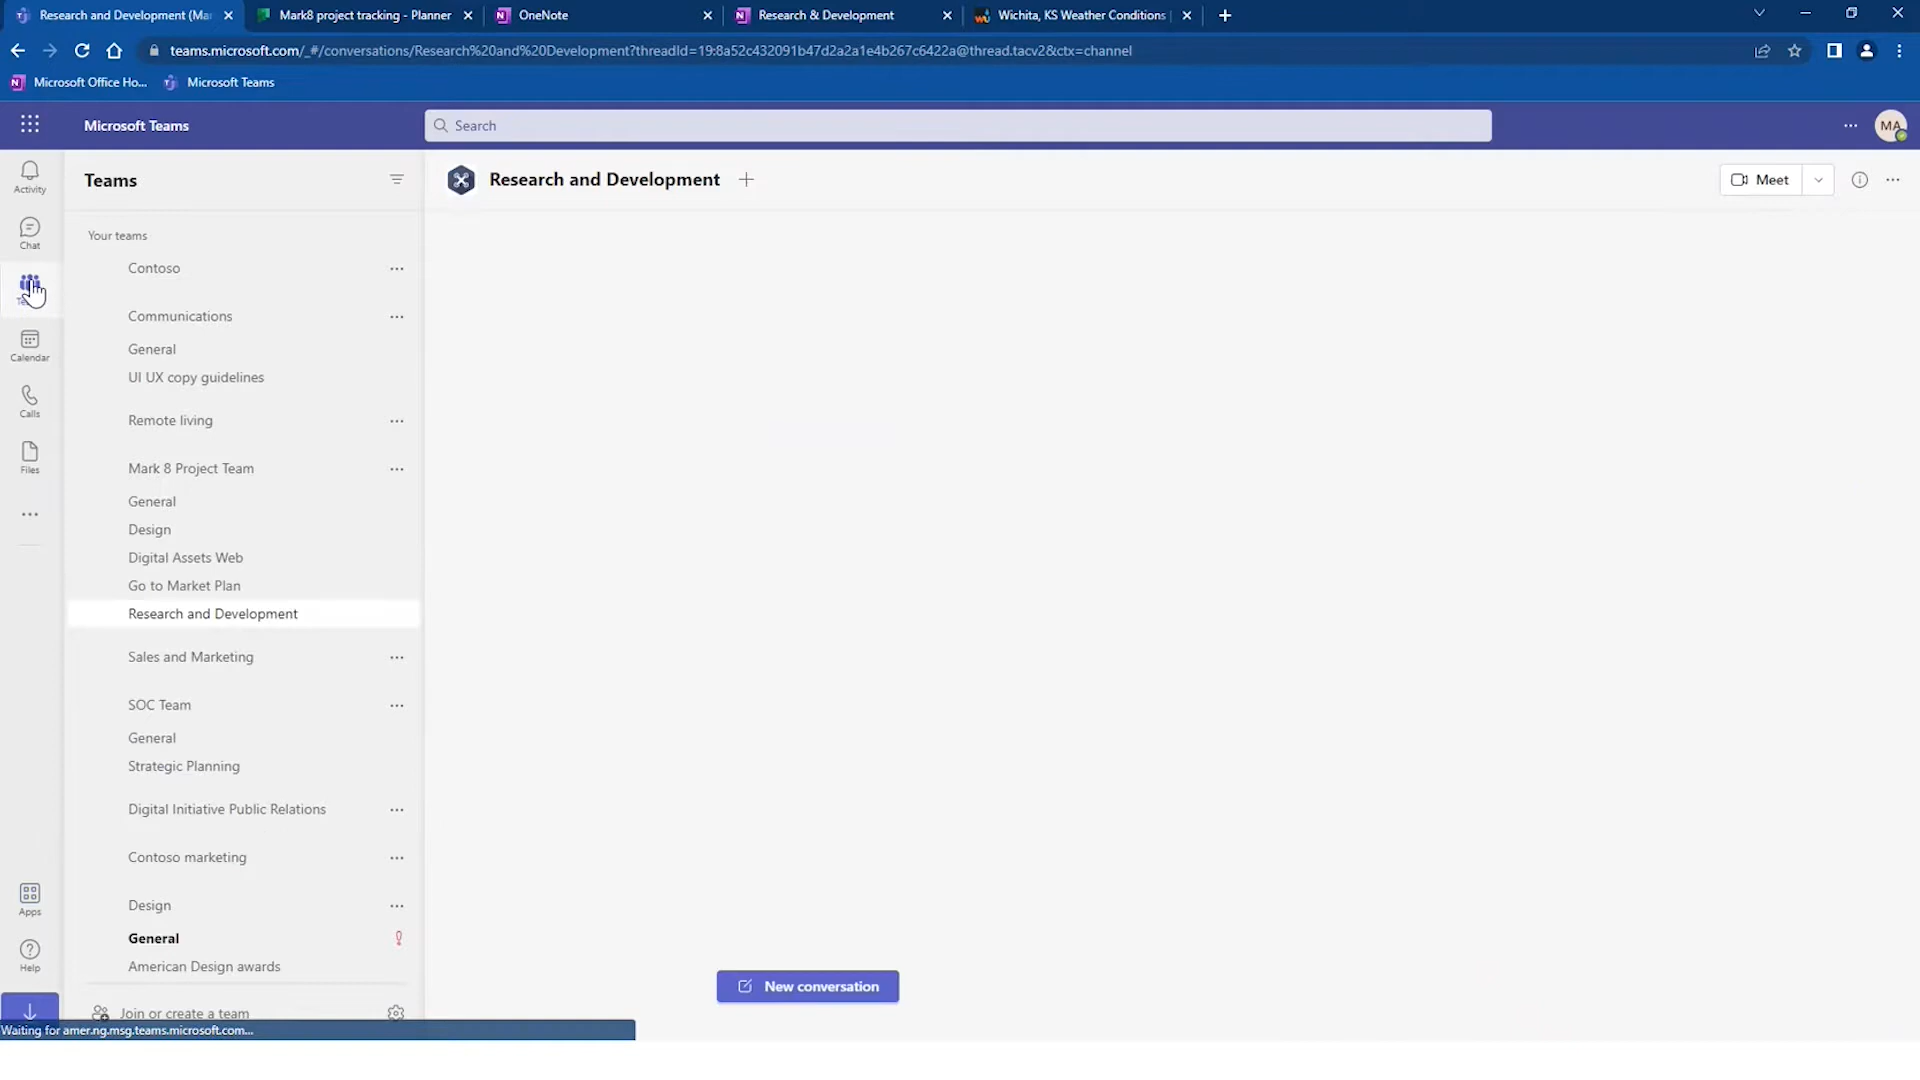 Research and Development (Ma
Mark8 project tracking - Planner
OneNote
Research & Development
Wichita, KS Weather Conditions
teams.microsoft.com/_#/conversations/Research%20and%20Development?threadId=19:8a52c432091b47d2a2a1e4b267c6422a@thread.tacv2&ctx=channel
Microsoft Office Ho...
Microsoft Teams
Microsoft Teams
Search
MA
Activity
Chat
Calendar
Calls
Files
Apps
Help
Teams
Your teams
Contoso
Communications
General
UI UX copy guidelines
Remote living
Mark 8 Project Team
General
Design
Digital Assets Web
Go to Market Plan
Research and Development
Sales and Marketing
SOC Team
General
Strategic Planning
Digital Initiative Public Relations
Contoso marketing
Design
General
American Design awards
Join or create a team
Waiting for amer.ng.msg.teams.microsoft.com...
Research and Development
Meet
New conversation